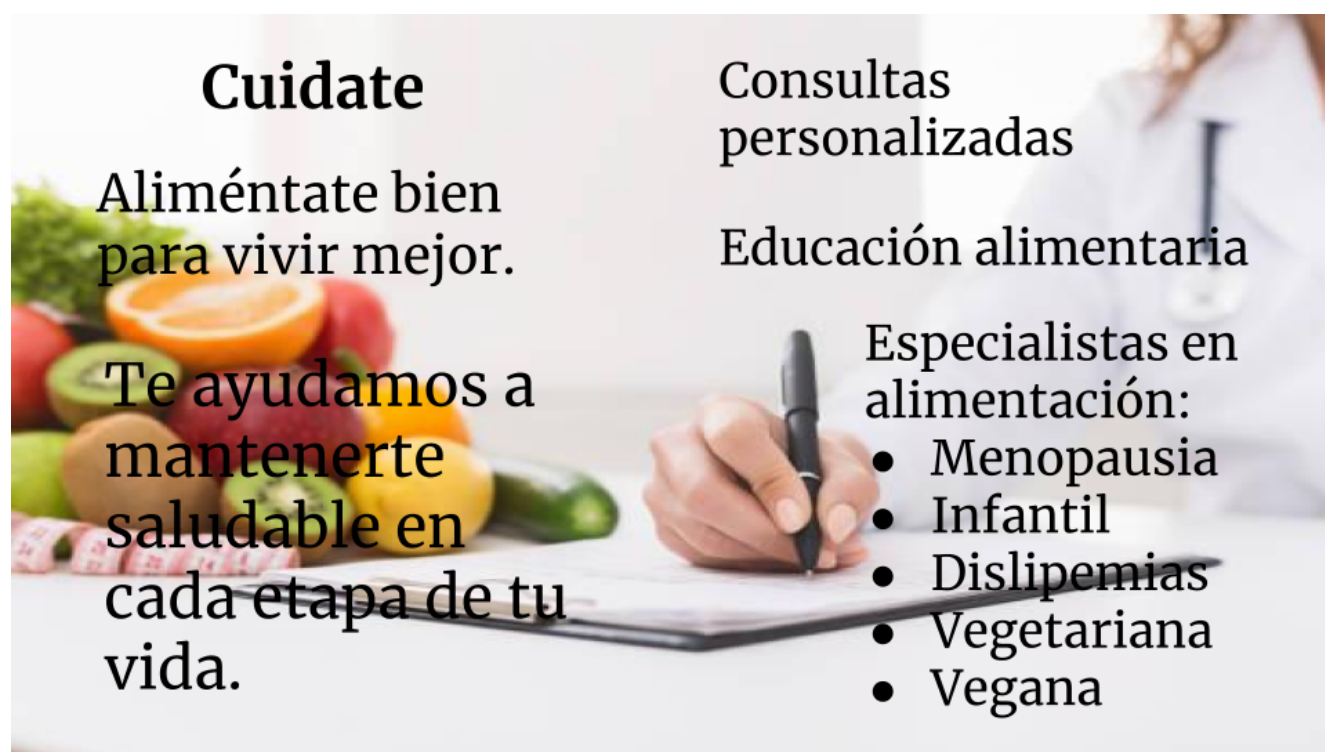 Cuidate
Aliméntate bien
para vivir mejor.
Te ayudamos a
mantenerte
saludable en
cada etapa de tu
vida.
Consultas
personalizadas
Educación alimentaria
Especialistas en
alimentación:
● Menopausia
● Infantil
● Dislipemias
● Vegetariana
● Vegana